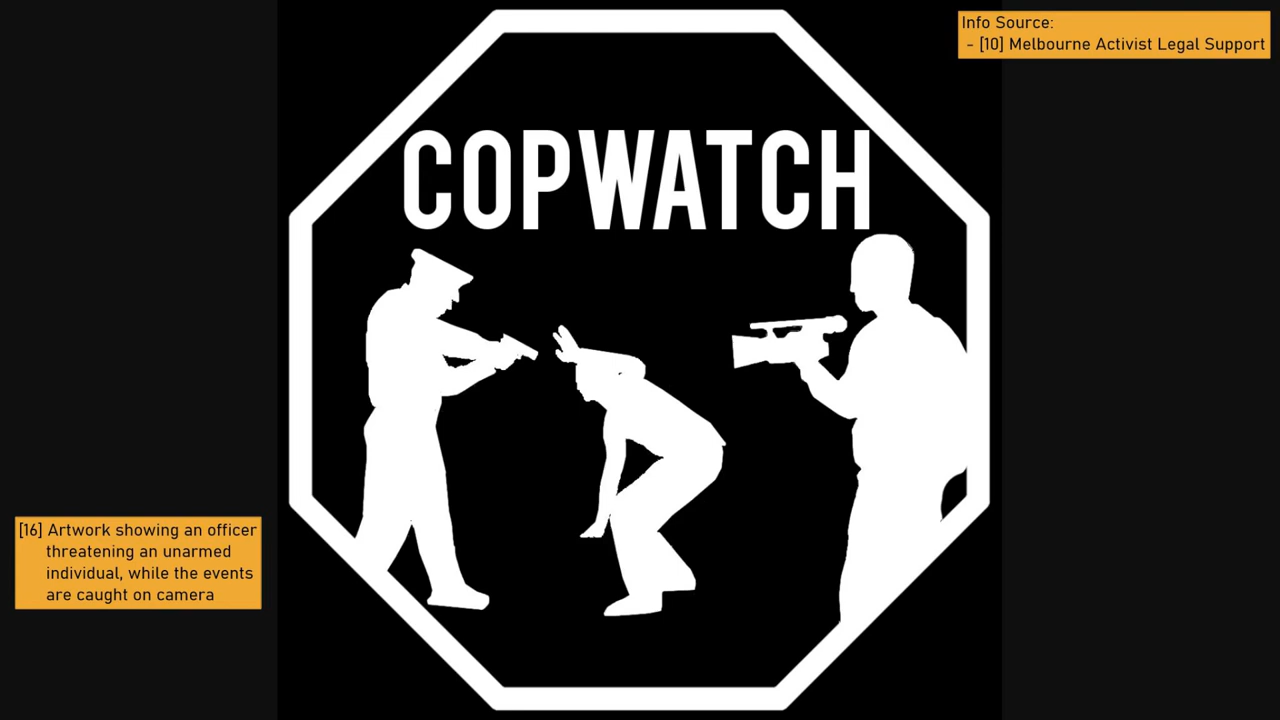 Info Source:
- [10] Melbourne Activist Legal Support
COPWATCH
[16] Artwork showing an officer
threatening an unarmed
individual, while the events
are caught on camera